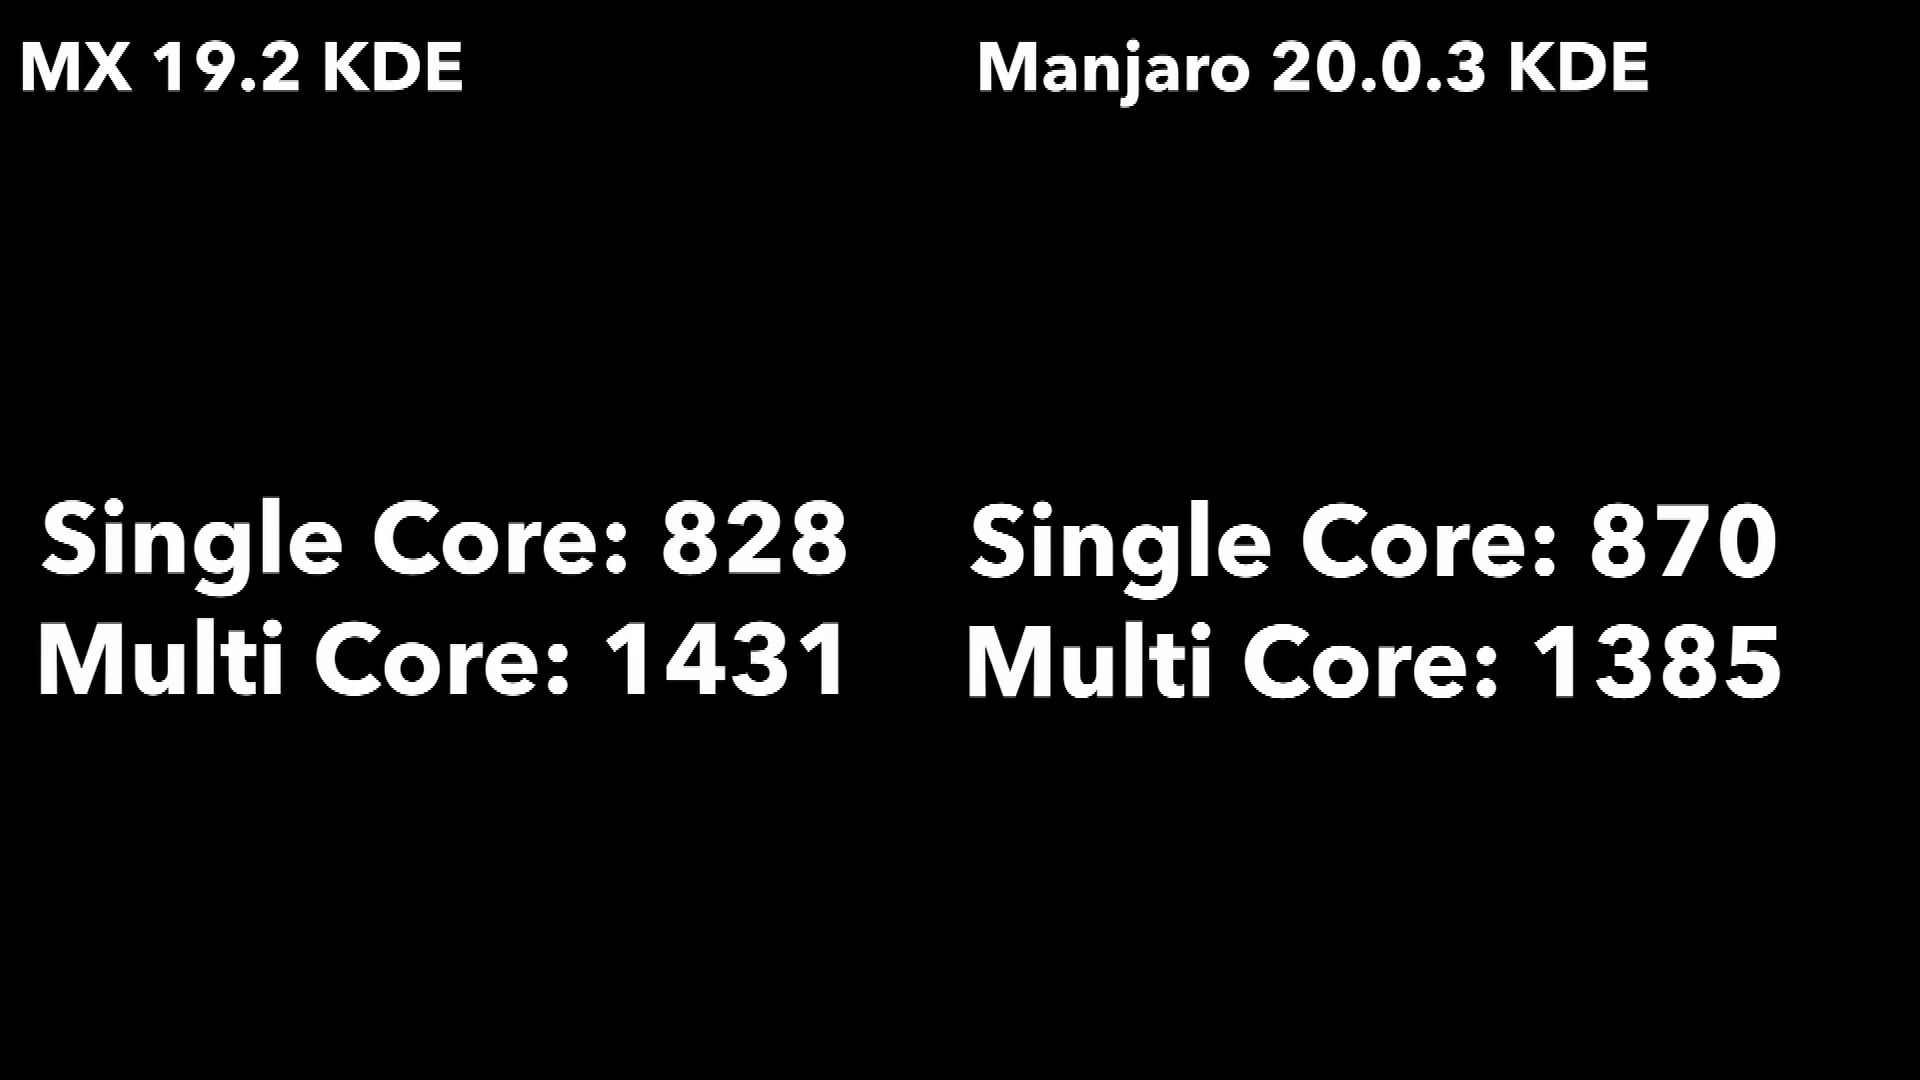 MX 19.2 KDE
Manjaro 20.0.3 KDE
Single Core: 828
Multi Core: 1431
Single Core: 870
Multi Core: 1385